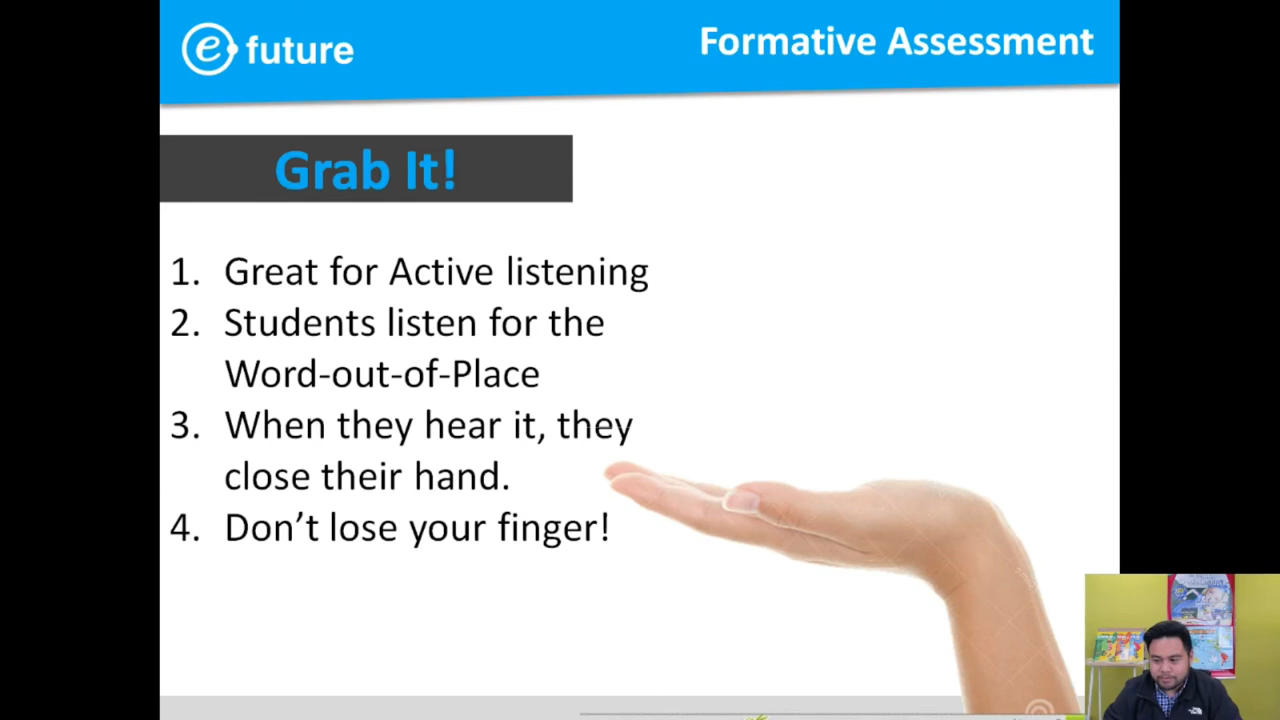 e future
Formative Assessment
Grab It!
1. Great for Active listening
2. Students listen for the
Word-out-of-Place
3. When they hear it, they
close their hand.
4. Don’t lose your finger!